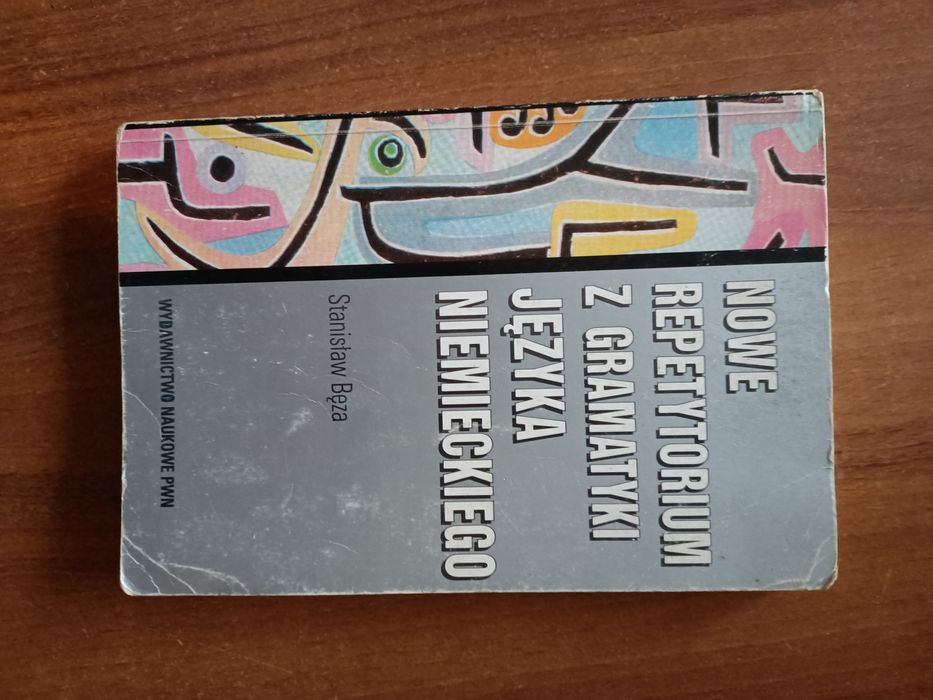 NOWE
REPETYTORIUM
Z GRAMATYKI
JĘZYKA
NIEMIECKIEGO
Stanisław Bęza
WYDAWNICTWO NAUKOWE PWN